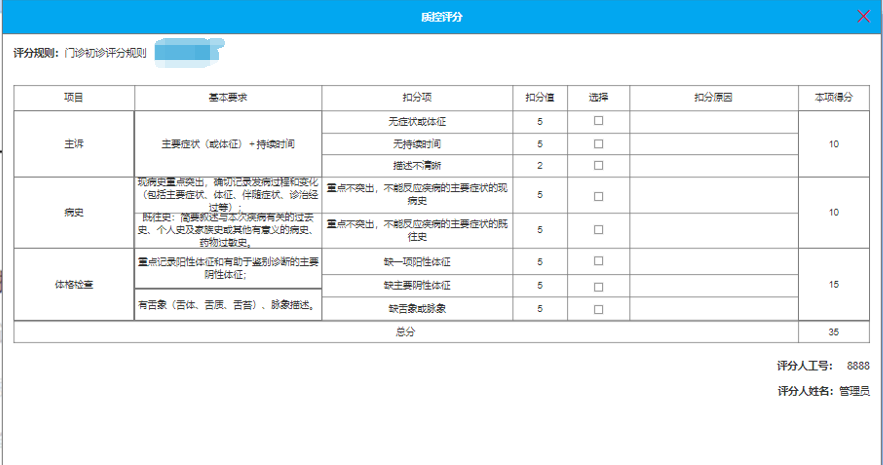 质控评分
评分规则：门诊初诊评分规则
项目 基本要求 扣分项 扣分值 选择 扣分原因 本项得分
主诉 主要症状（或体征）+持续时间 无症状或体征 5 10
无持续时间 5
描述不清晰 2
病史 现病史重点突出，确切记录发病过程和变化
（包括主要症状、体征、伴随症状、诊治经
过等）； 重点不突出，不能反应疾病的主要症状的现
病史 5 10
既往史：简要叙述与本次疾病有关的过去
史、个人史及家族史或其他有意义的病史、
药物过敏史。 重点不突出，不能反应疾病的主要症状的既
往史 5
体格检查 重点记录阳性体征和有助于鉴别诊断的主要
阴性体征； 缺一项阳性体征 5 15
缺主要阴性体征 5
有舌象（舌体、舌质、舌苔）、脉象描述。 缺舌象或脉象 5
总分 35
评分人工号： 8888
评分人姓名：管理员